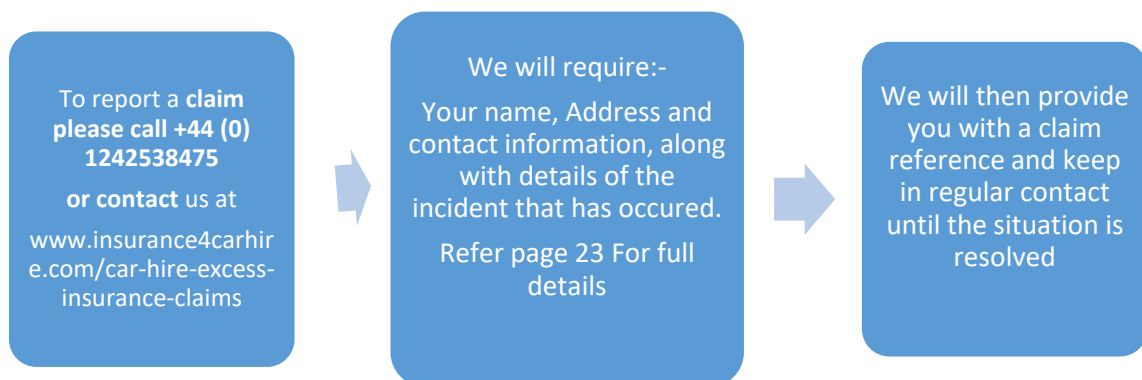 To report a claim
please call +44 (0)
1242538475
or contact us at
www.insurance4carhir
e.com/car-hire-excess-
insurance-claims
We will require:-
Your name, Address and
contact information, along
with details of the
incident that has occured.
Refer page 23 For full
details
We will then provide
you with a claim
reference and keep
in regular contact
until the situation is
resolved